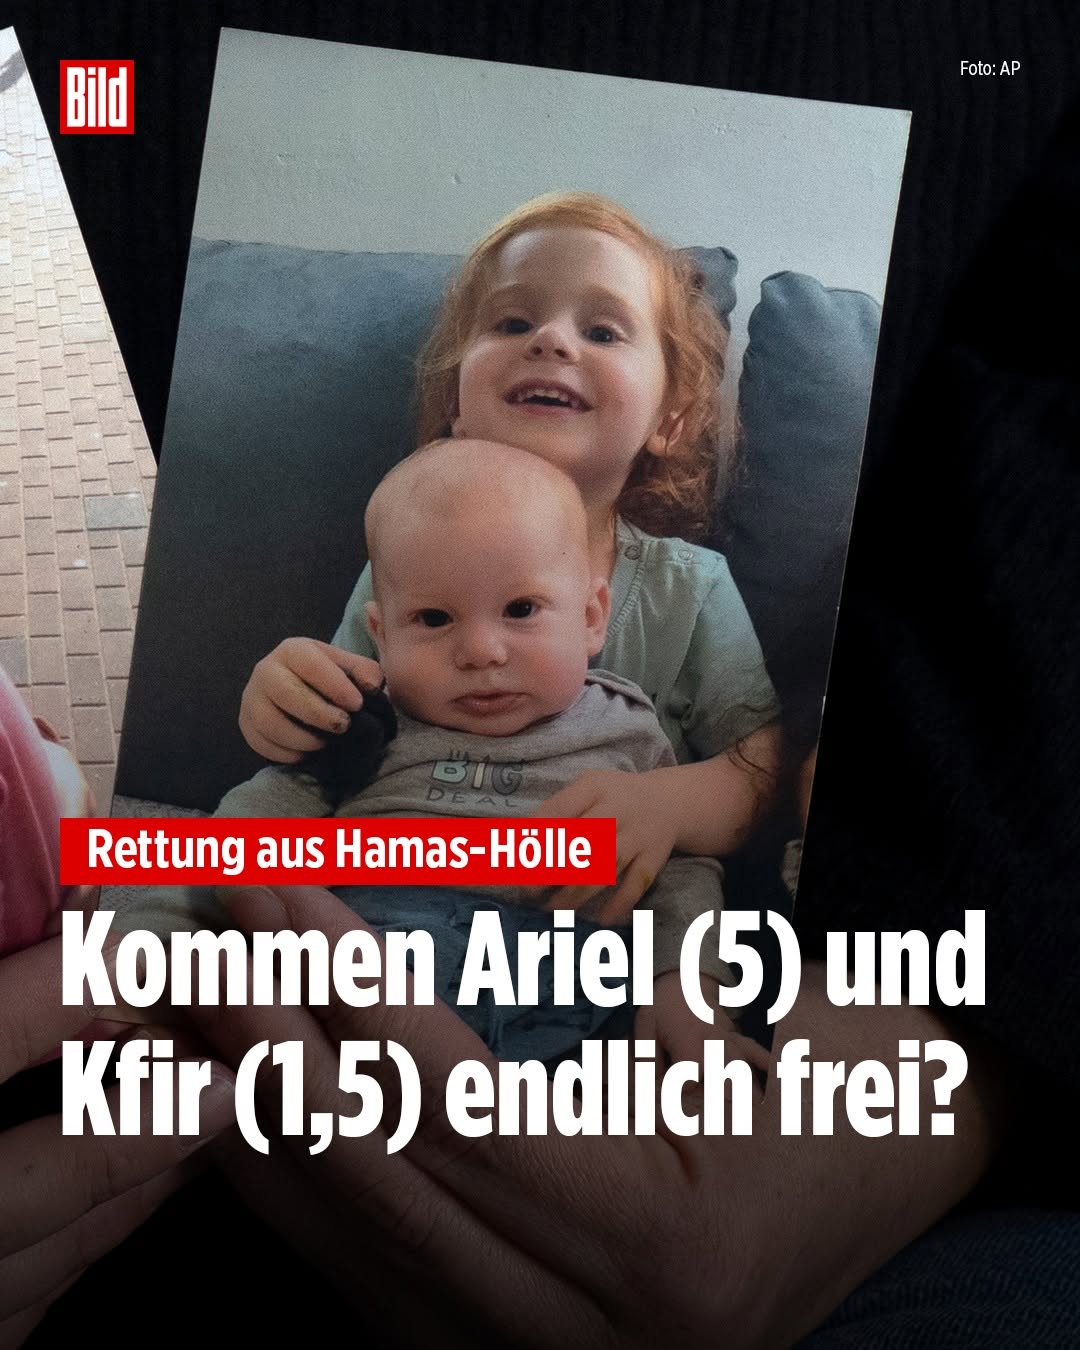 Bild
Foto: AP
BIG
DEAL
Rettung aus Hamas-Hölle
Kommen Ariel (5) und
Kfir (1,5) endlich frei?